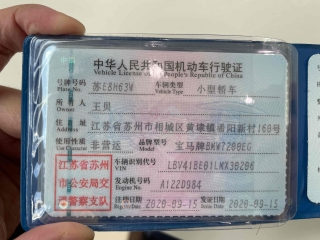 中华人民共和国机动车行驶证
Vehicle License of the People's Republic of China
号牌号码 苏E8H63W 车辆类型 小型轿车
Plate No. Vehicle Type
所有人 王贝
Owner
住址 江苏省苏州市相城区黄埭镇潘阳新村169号
Address
使用性质 非营运 品牌型号 宝马牌BMW7200EG
Use Character Model
江苏省苏州市公安局交通警察支队
车辆识别代号 LBV41BE01LMX38286
VIN
发动机号码 A122D984
Engine No.
注册日期 2020-09-15 发证日期 2020-09-15
Register Date Issue Date